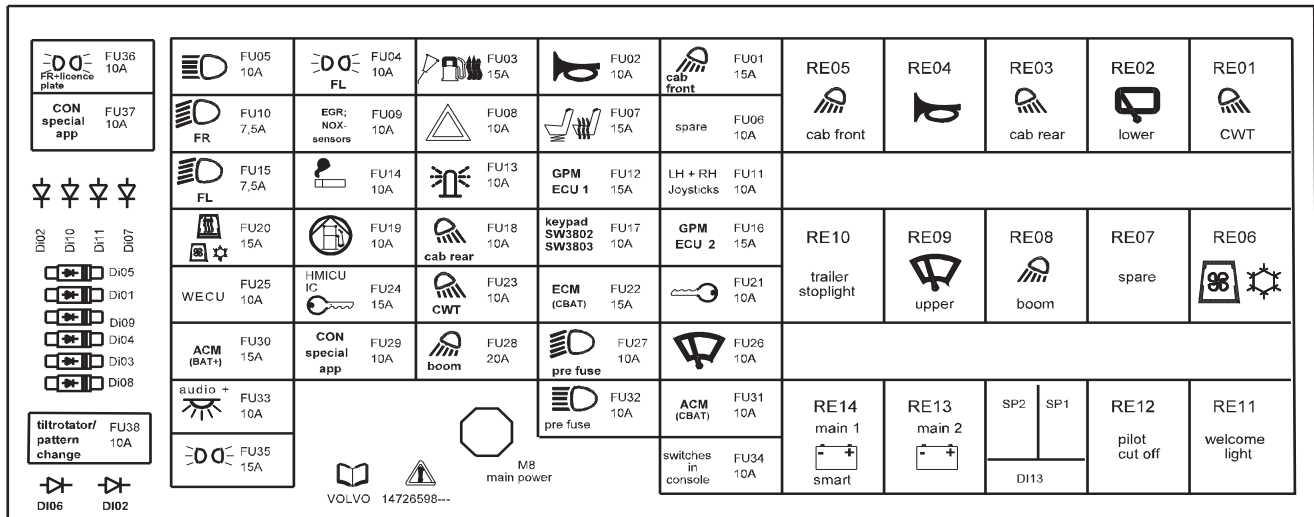 FU36
10A
FR+licence
plate
CON
special
app
FU37
10A
Di02
Di10
Di11
Di07
Di05
Di01
Di09
Di04
Di03
Di08
tiltrotator/
pattern
change
FU38
10A
DI06
DI02
FU05
10A
FL
FU04
10A
FU03
15A
FU02
10A
cab
front
FU01
15A
FR
FU10
7,5A
EGR;
NOX-
sensors
FU09
10A
FU08
10A
FU07
15A
spare
FU06
10A
FL
FU15
7,5A
FU14
10A
FU13
10A
GPM
ECU 1
FU12
15A
LH + RH
Joysticks
FU11
10A
FU20
15A
FU19
10A
cab rear
FU18
10A
keypad
SW3802
SW3803
FU17
10A
GPM
ECU 2
FU16
15A
WECU
FU25
10A
HMICU
IC
FU24
15A
CWT
FU23
10A
ECM
(CBAT)
FU22
15A
FU21
10A
ACM
(BAT+)
FU30
15A
CON
special
app
FU29
10A
boom
FU28
20A
pre fuse
FU27
10A
FU26
10A
audio +
FU33
10A
pre fuse
FU32
10A
ACM
(CBAT)
FU31
10A
FU35
15A
VOLVO 14726598---
M8
main power
switches
in
console
FU34
10A
RE05
cab front
RE04
RE03
cab rear
RE02
lower
RE01
CWT
RE10
trailer
stoplight
RE09
upper
RE08
boom
RE07
spare
RE06
RE14
main 1
- +
smart
RE13
main 2
- +
SP2
SP1
DI13
RE12
pilot
cut off
RE11
welcome
light